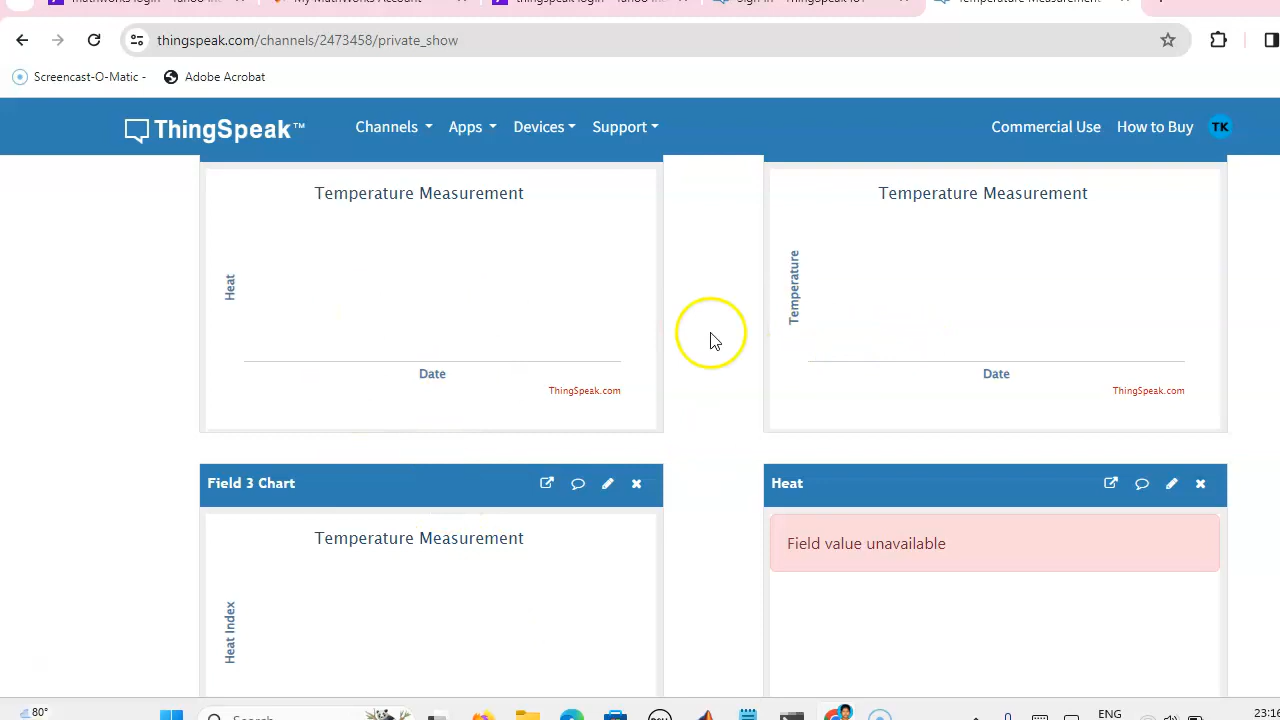 thingspeak.com/channels/2473458/private_show
Screencast-O-Matic -
Adobe Acrobat
ThingSpeak™
Channels
Apps
Devices
Support
Commercial Use
How to Buy
TK
Temperature Measurement
Heat
Date
ThingSpeak.com
Temperature Measurement
Temperature
Date
ThingSpeak.com
Field 3 Chart
Temperature Measurement
Heat Index
Heat
Field value unavailable
80°
ENG